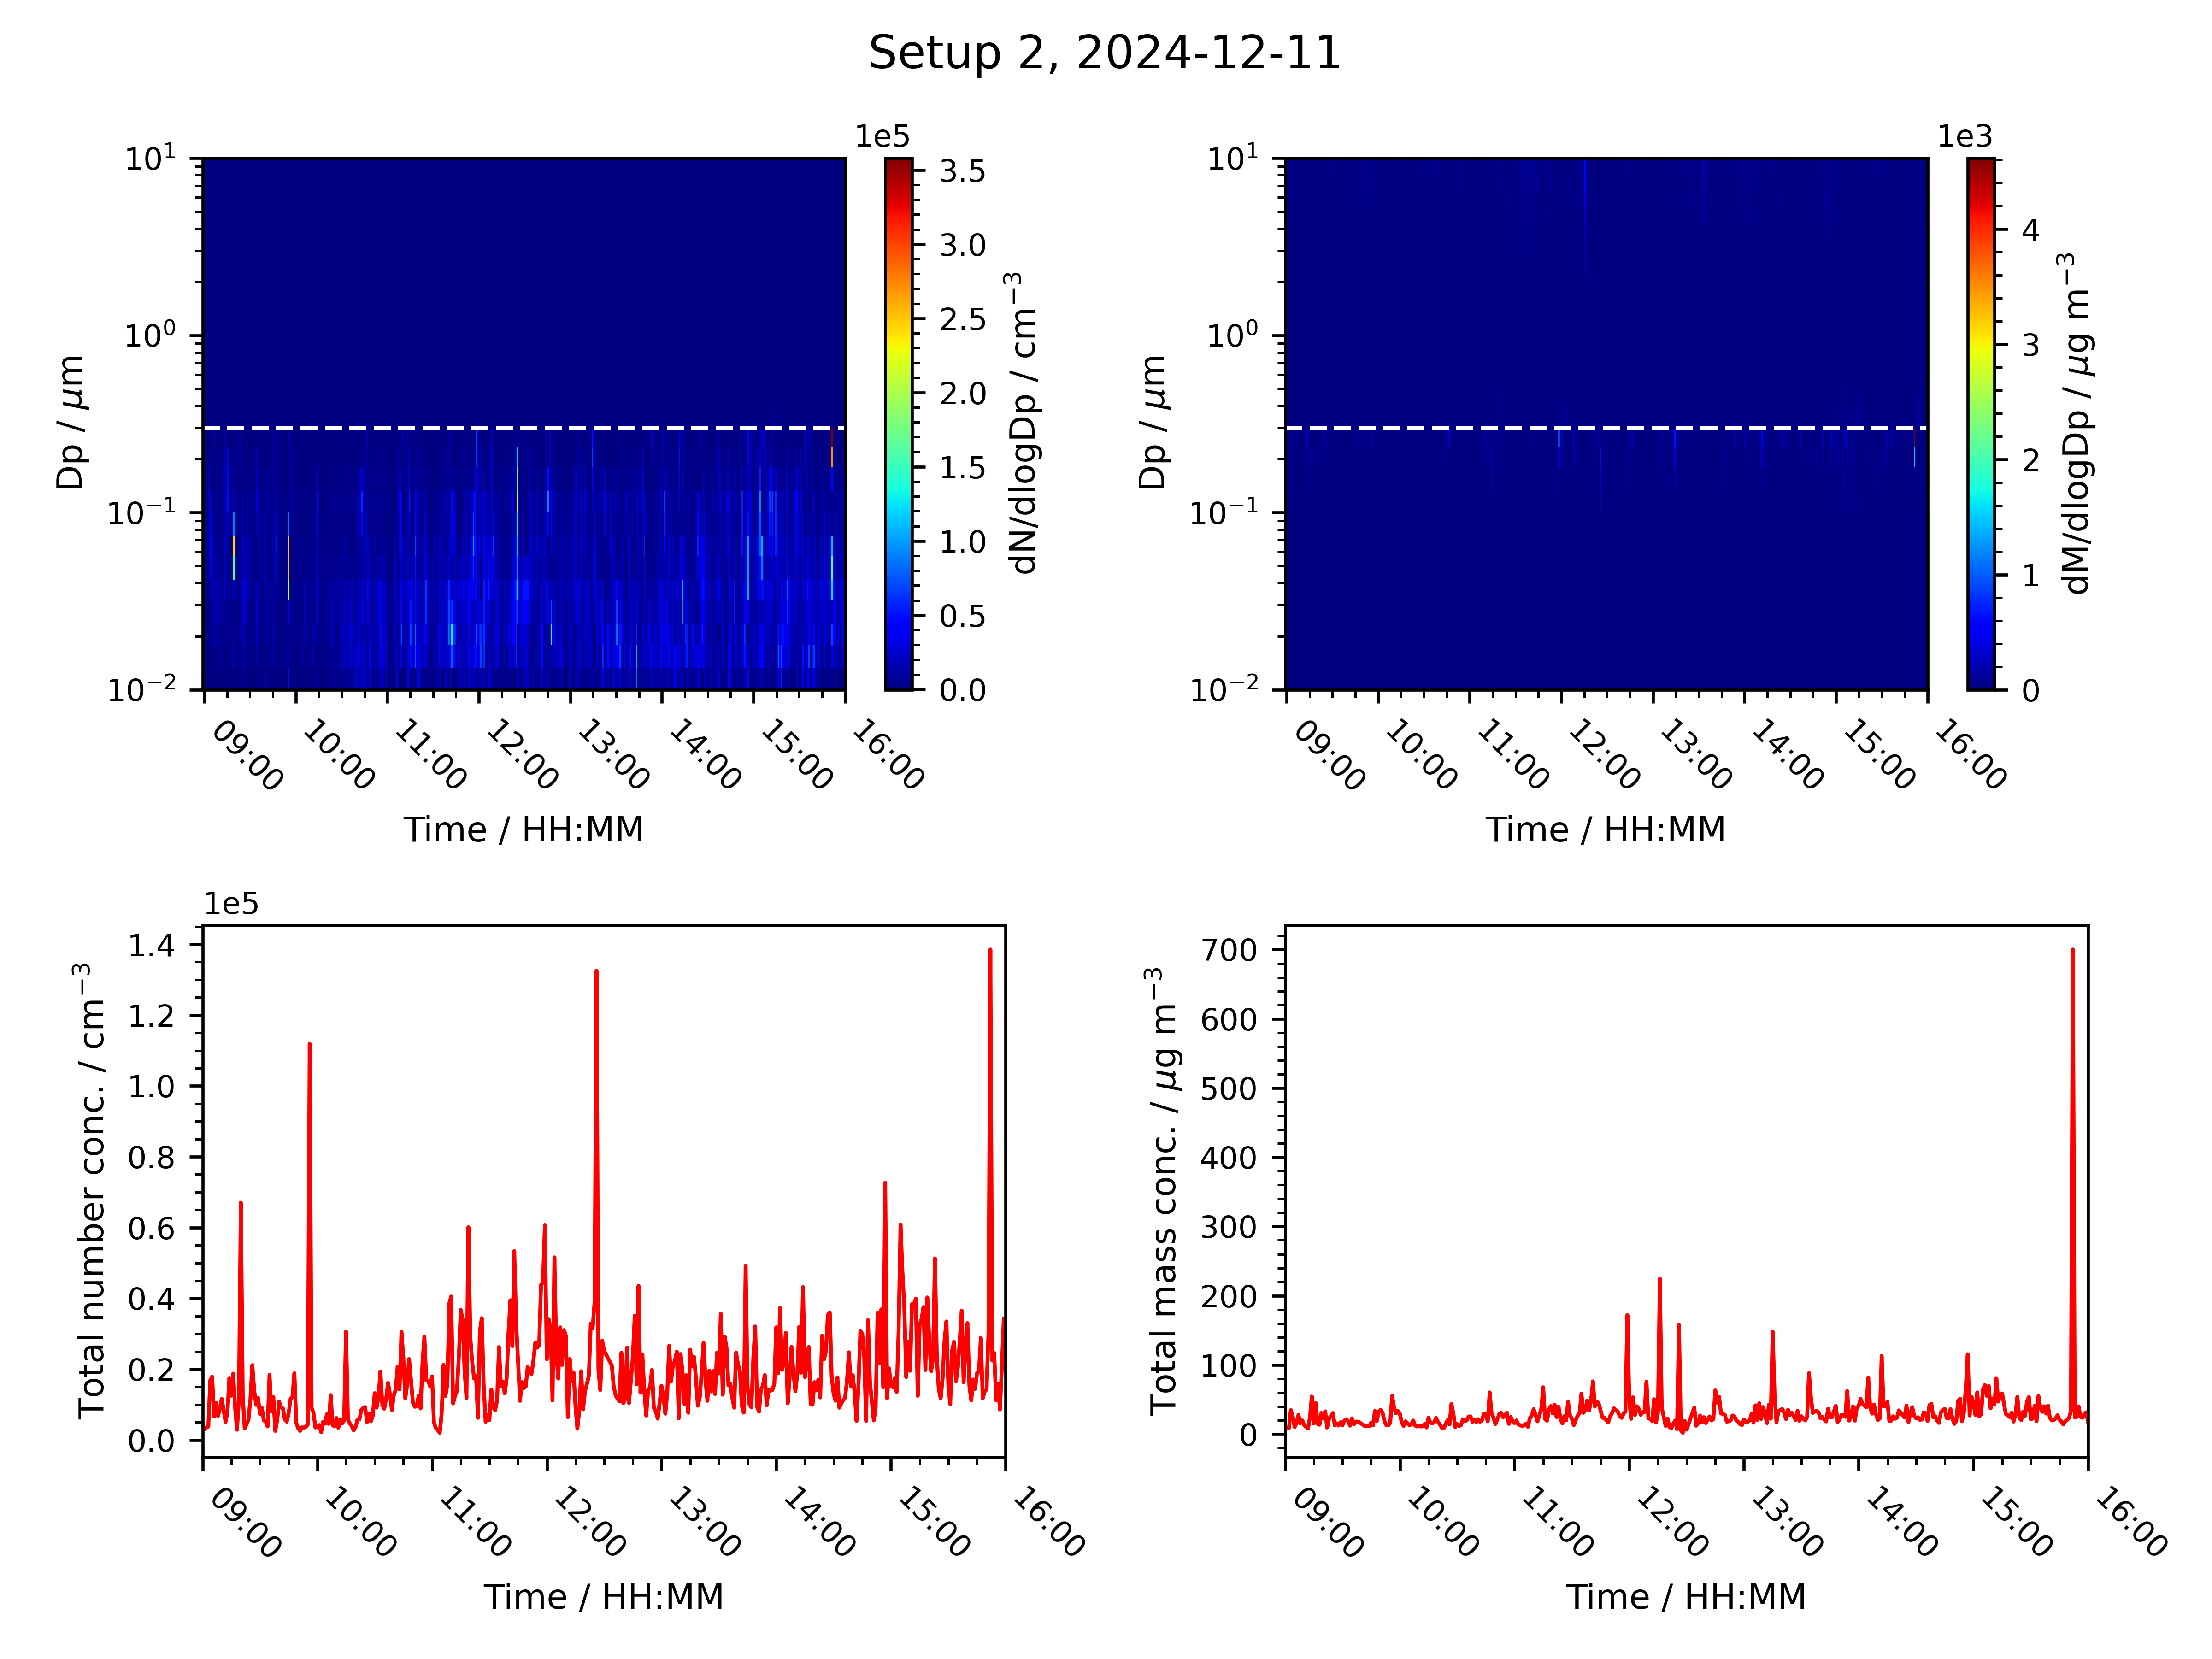 Setup 2, 2024-12-11
1e5
10¹
10⁰
10⁻¹
10⁻²
Dp / μm
09:00 10:00 11:00 12:00 13:00 14:00 15:00 16:00
Time / HH:MM
3.5
3.0
2.5
2.0
1.5
1.0
0.5
0.0
dN/dlogDp / cm⁻³
1e3
10¹
10⁰
10⁻¹
10⁻²
Dp / μm
09:00 10:00 11:00 12:00 13:00 14:00 15:00 16:00
Time / HH:MM
4
3
2
1
0
dM/dlogDp / μg m⁻³
1e5
1.4
1.2
1.0
0.8
0.6
0.4
0.2
0.0
Total number conc. / cm⁻³
09:00 10:00 11:00 12:00 13:00 14:00 15:00 16:00
Time / HH:MM
700
600
500
400
300
200
100
0
Total mass conc. / μg m⁻³
09:00 10:00 11:00 12:00 13:00 14:00 15:00 16:00
Time / HH:MM